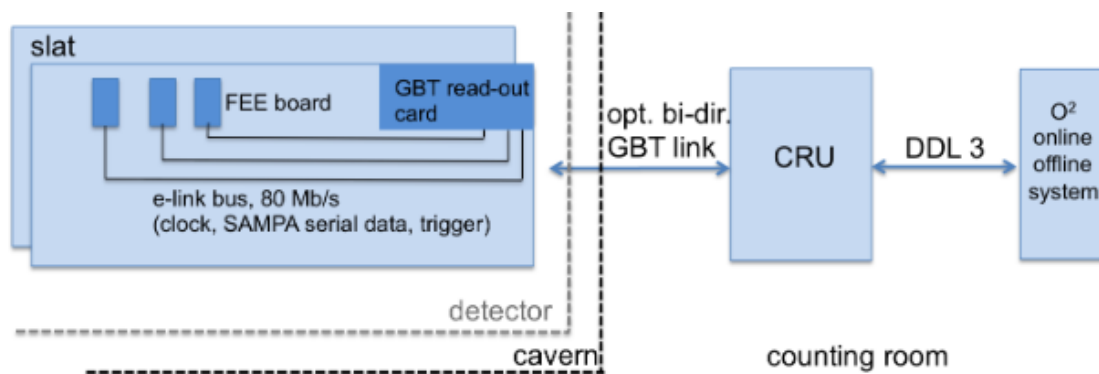 slat
FEE board
GBT read-out
card
e-link bus, 80 Mb/s
(clock, SAMPA serial data, trigger)
detector
cavern
opt. bi-dir.
GBT link
CRU
DDL 3
O²
online
offline
system
counting room